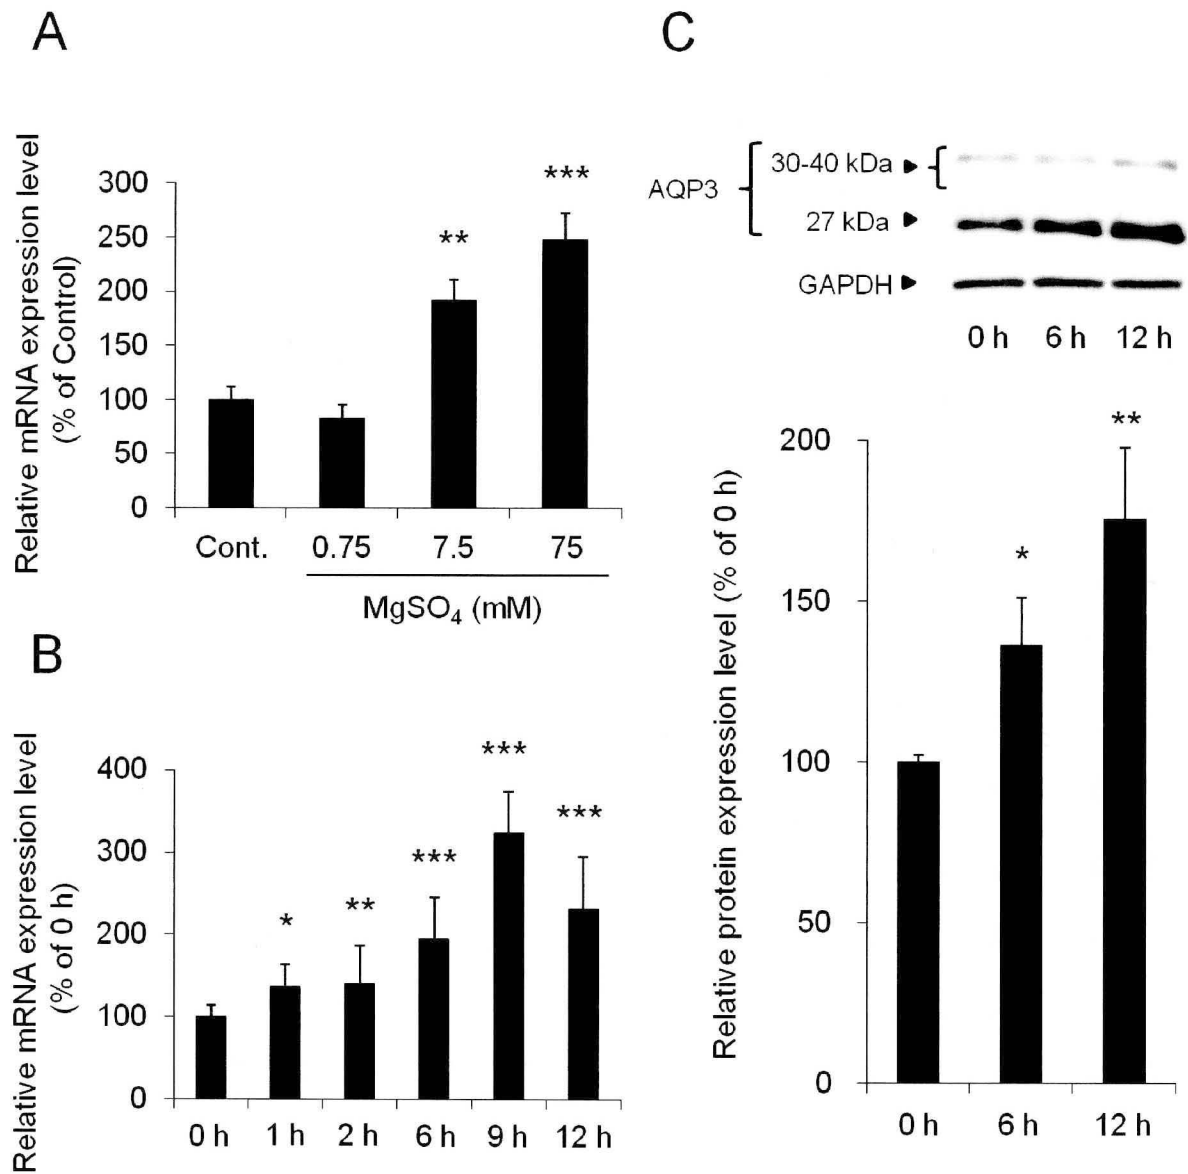 A
Relative mRNA expression level
(% of Control)
300
250
200
150
100
50
0
**
***
Cont.
0.75
7.5
75
MgSO₄ (mM)
B
Relative mRNA expression level
(% of 0 h)
400
300
200
100
0
*
**
***
***
***
0 h
1 h
2 h
6 h
9 h
12 h
C
AQP3
30-40 kDa
27 kDa
GAPDH
0 h
6 h
12 h
Relative protein expression level (% of 0 h)
200
150
100
50
0
*
**
0 h
6 h
12 h